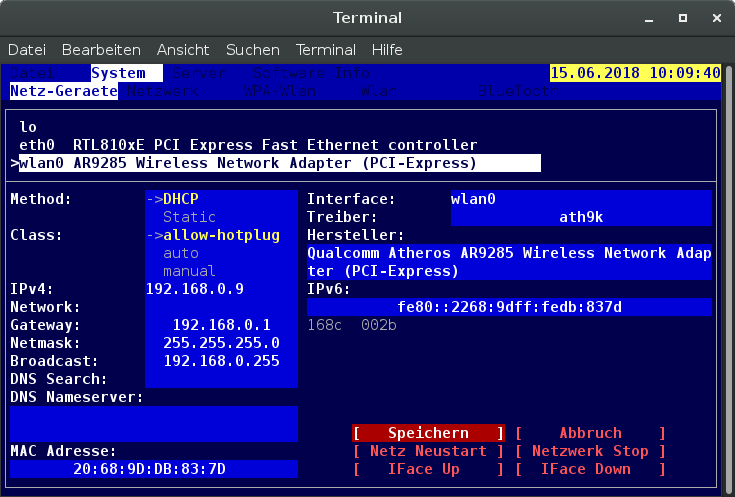 Terminal
Datei Bearbeiten Ansicht Suchen Terminal Hilfe
Datei System Server Software Info 15.06.2018 10:09:40
Netz-Geraete Netzwerk WPA-Wlan Wlan Bluetooth
lo
eth0 RTL810xE PCI Express Fast Ethernet controller
>wlan0 AR9285 Wireless Network Adapter (PCI-Express)
Method: ->DHCP Interface: wlan0
Static Treiber: ath9k
Class: ->allow-hotplug Hersteller:
auto Qualcomm Atheros AR9285 Wireless Network Adap
manual ter (PCI-Express)
IPv4: 192.168.0.9 IPv6:
Network: fe80::2268:9dff:fedb:837d
Gateway: 192.168.0.1 168c 002b
Netmask: 255.255.255.0
Broadcast: 192.168.0.255
DNS Search:
DNS Nameserver:
[ Speichern ] [ Abbruch ]
MAC Adresse: [ Netz Neustart ] [ Netzwerk Stop ]
20:68:9D:DB:83:7D [ IFace Up ] [ IFace Down ]